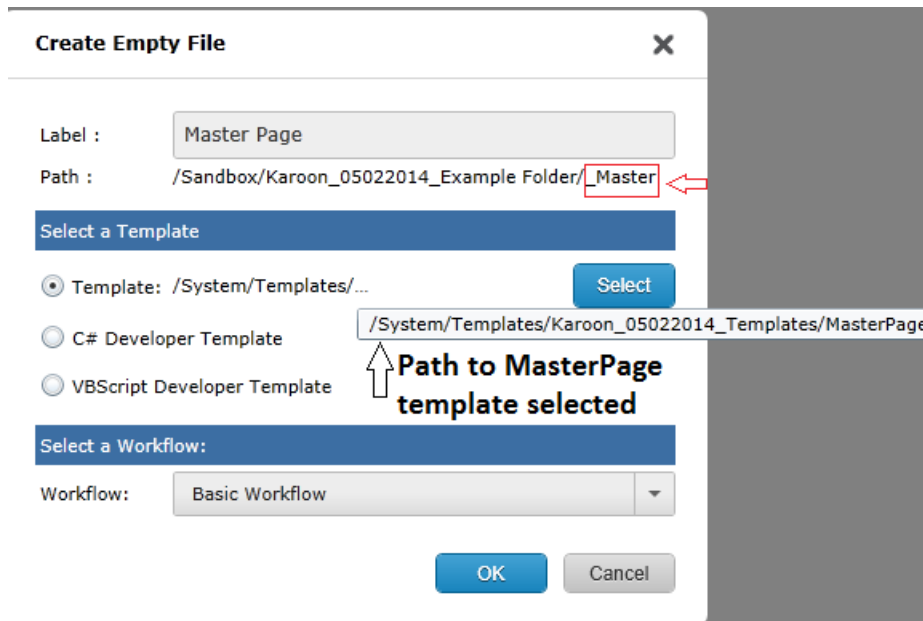 Create Empty File
Label :
Master Page
Path :
/Sandbox/Karoon_05022014_Example Folder/_Master
Select a Template
Template: /System/Templates/...
Select
/System/Templates/Karoon_05022014_Templates/MasterPage
C# Developer Template
Path to MasterPage
template selected
VBScript Developer Template
Select a Workflow:
Workflow:
Basic Workflow
OK
Cancel